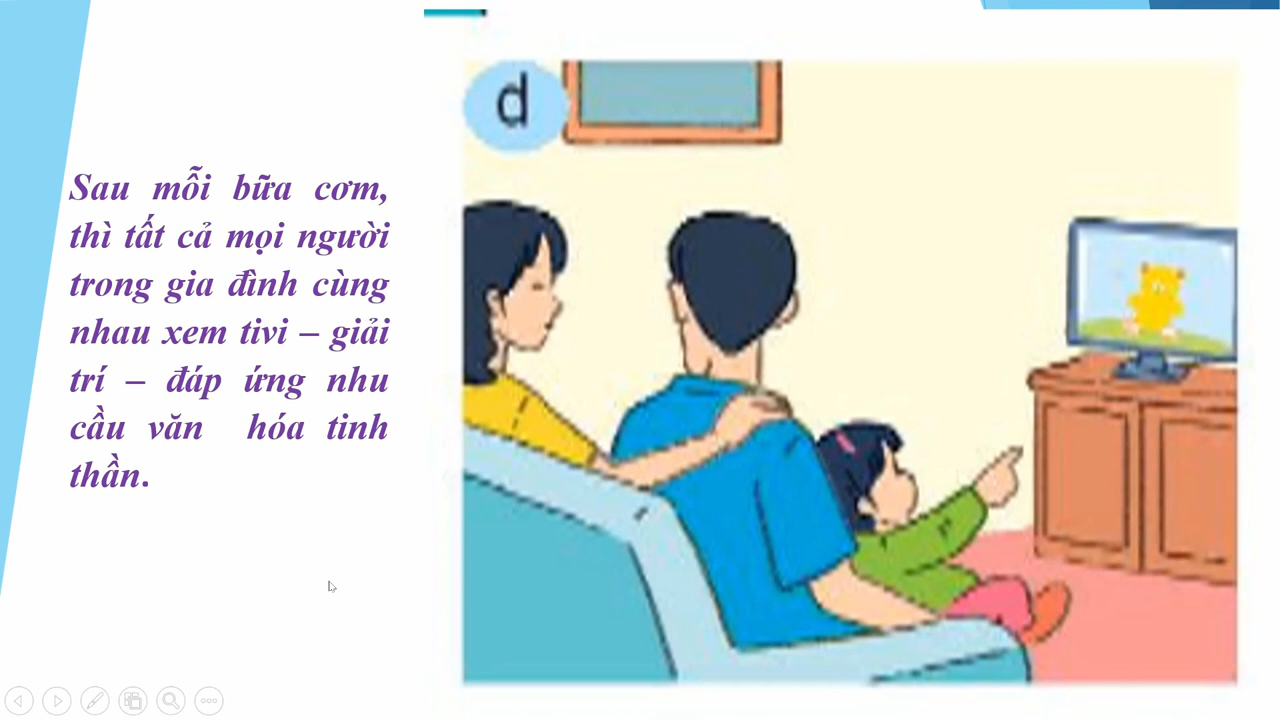 d
Sau mỗi bữa cơm,
thì tất cả mọi người
trong gia đình cùng
nhau xem tivi – giải
trí – đáp ứng nhu
cầu văn hóa tinh
thần.